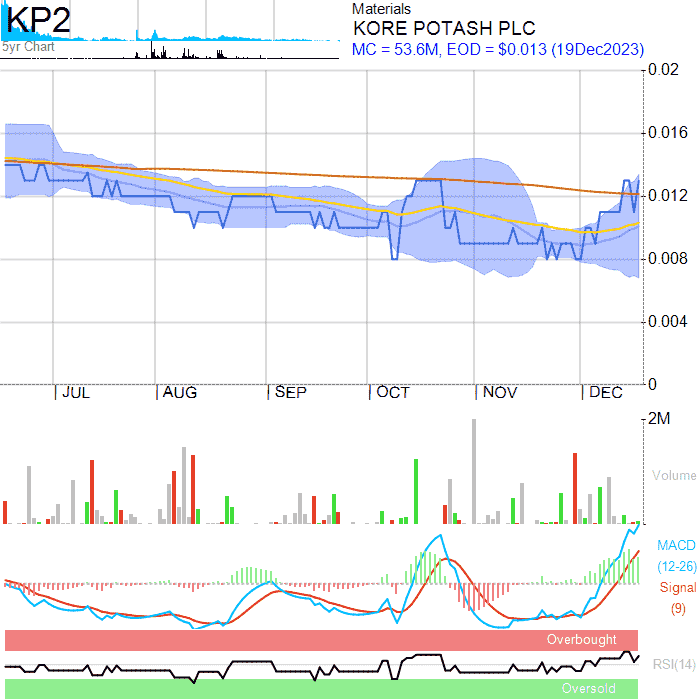 KP2
5yr Chart
Materials
KORE POTASH PLC
MC = 53.6M, EOD = $0.013 (19Dec2023)
0.02
0.016
0.012
0.008
0.004
0
JUL AUG SEP OCT NOV DEC
2M
Volume
MACD
(12-26)
Signal
(9)
Overbought
RSI(14)
Oversold